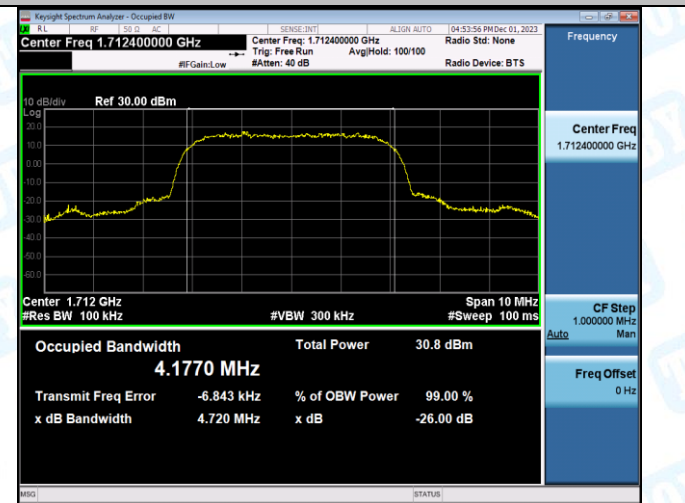 Keysight Spectrum Analyzer - Occupied BW
RL RF 50 Ω AC SENSE:INT ALIGN AUTO 04:53:56 PM Dec 01, 2023
Center Freq 1.712400000 GHz
Center Freq: 1.712400000 GHz
Radio Std: None
Trig: Free Run Avg|Hold: 100/100
#IFGain:Low #Atten: 40 dB Radio Device: BTS
Frequency
10 dB/div Ref 30.00 dBm
Log
20.0
10.0
0.00
-10.0
-20.0
-30.0
-40.0
-50.0
-60.0
Center 1.712 GHz Span 10 MHz
#Res BW 100 kHz #VBW 300 kHz #Sweep 100 ms
Occupied Bandwidth Total Power 30.8 dBm
4.1770 MHz
Transmit Freq Error -6.843 kHz % of OBW Power 99.00 %
x dB Bandwidth 4.720 MHz x dB -26.00 dB
Center Freq
1.712400000 GHz
CF Step
1.000000 MHz
Auto Man
Freq Offset
0 Hz
MSG STATUS